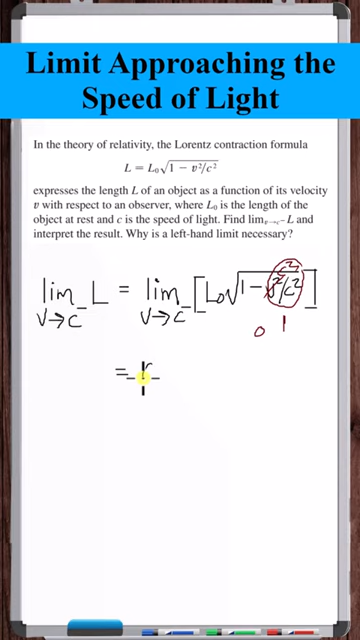 Limit Approaching the
Speed of Light
In the theory of relativity, the Lorentz contraction formula
L = L₀√(1 − v²/c²)
expresses the length L of an object as a function of its velocity
v with respect to an observer, where L₀ is the length of the
object at rest and c is the speed of light. Find lim_{v→c⁻} L and
interpret the result. Why is a left-hand limit necessary?
lim_{v→c⁻} L = lim_{v→c⁻} [L₀√(1 − v²/c²)]
c²
0 1
=